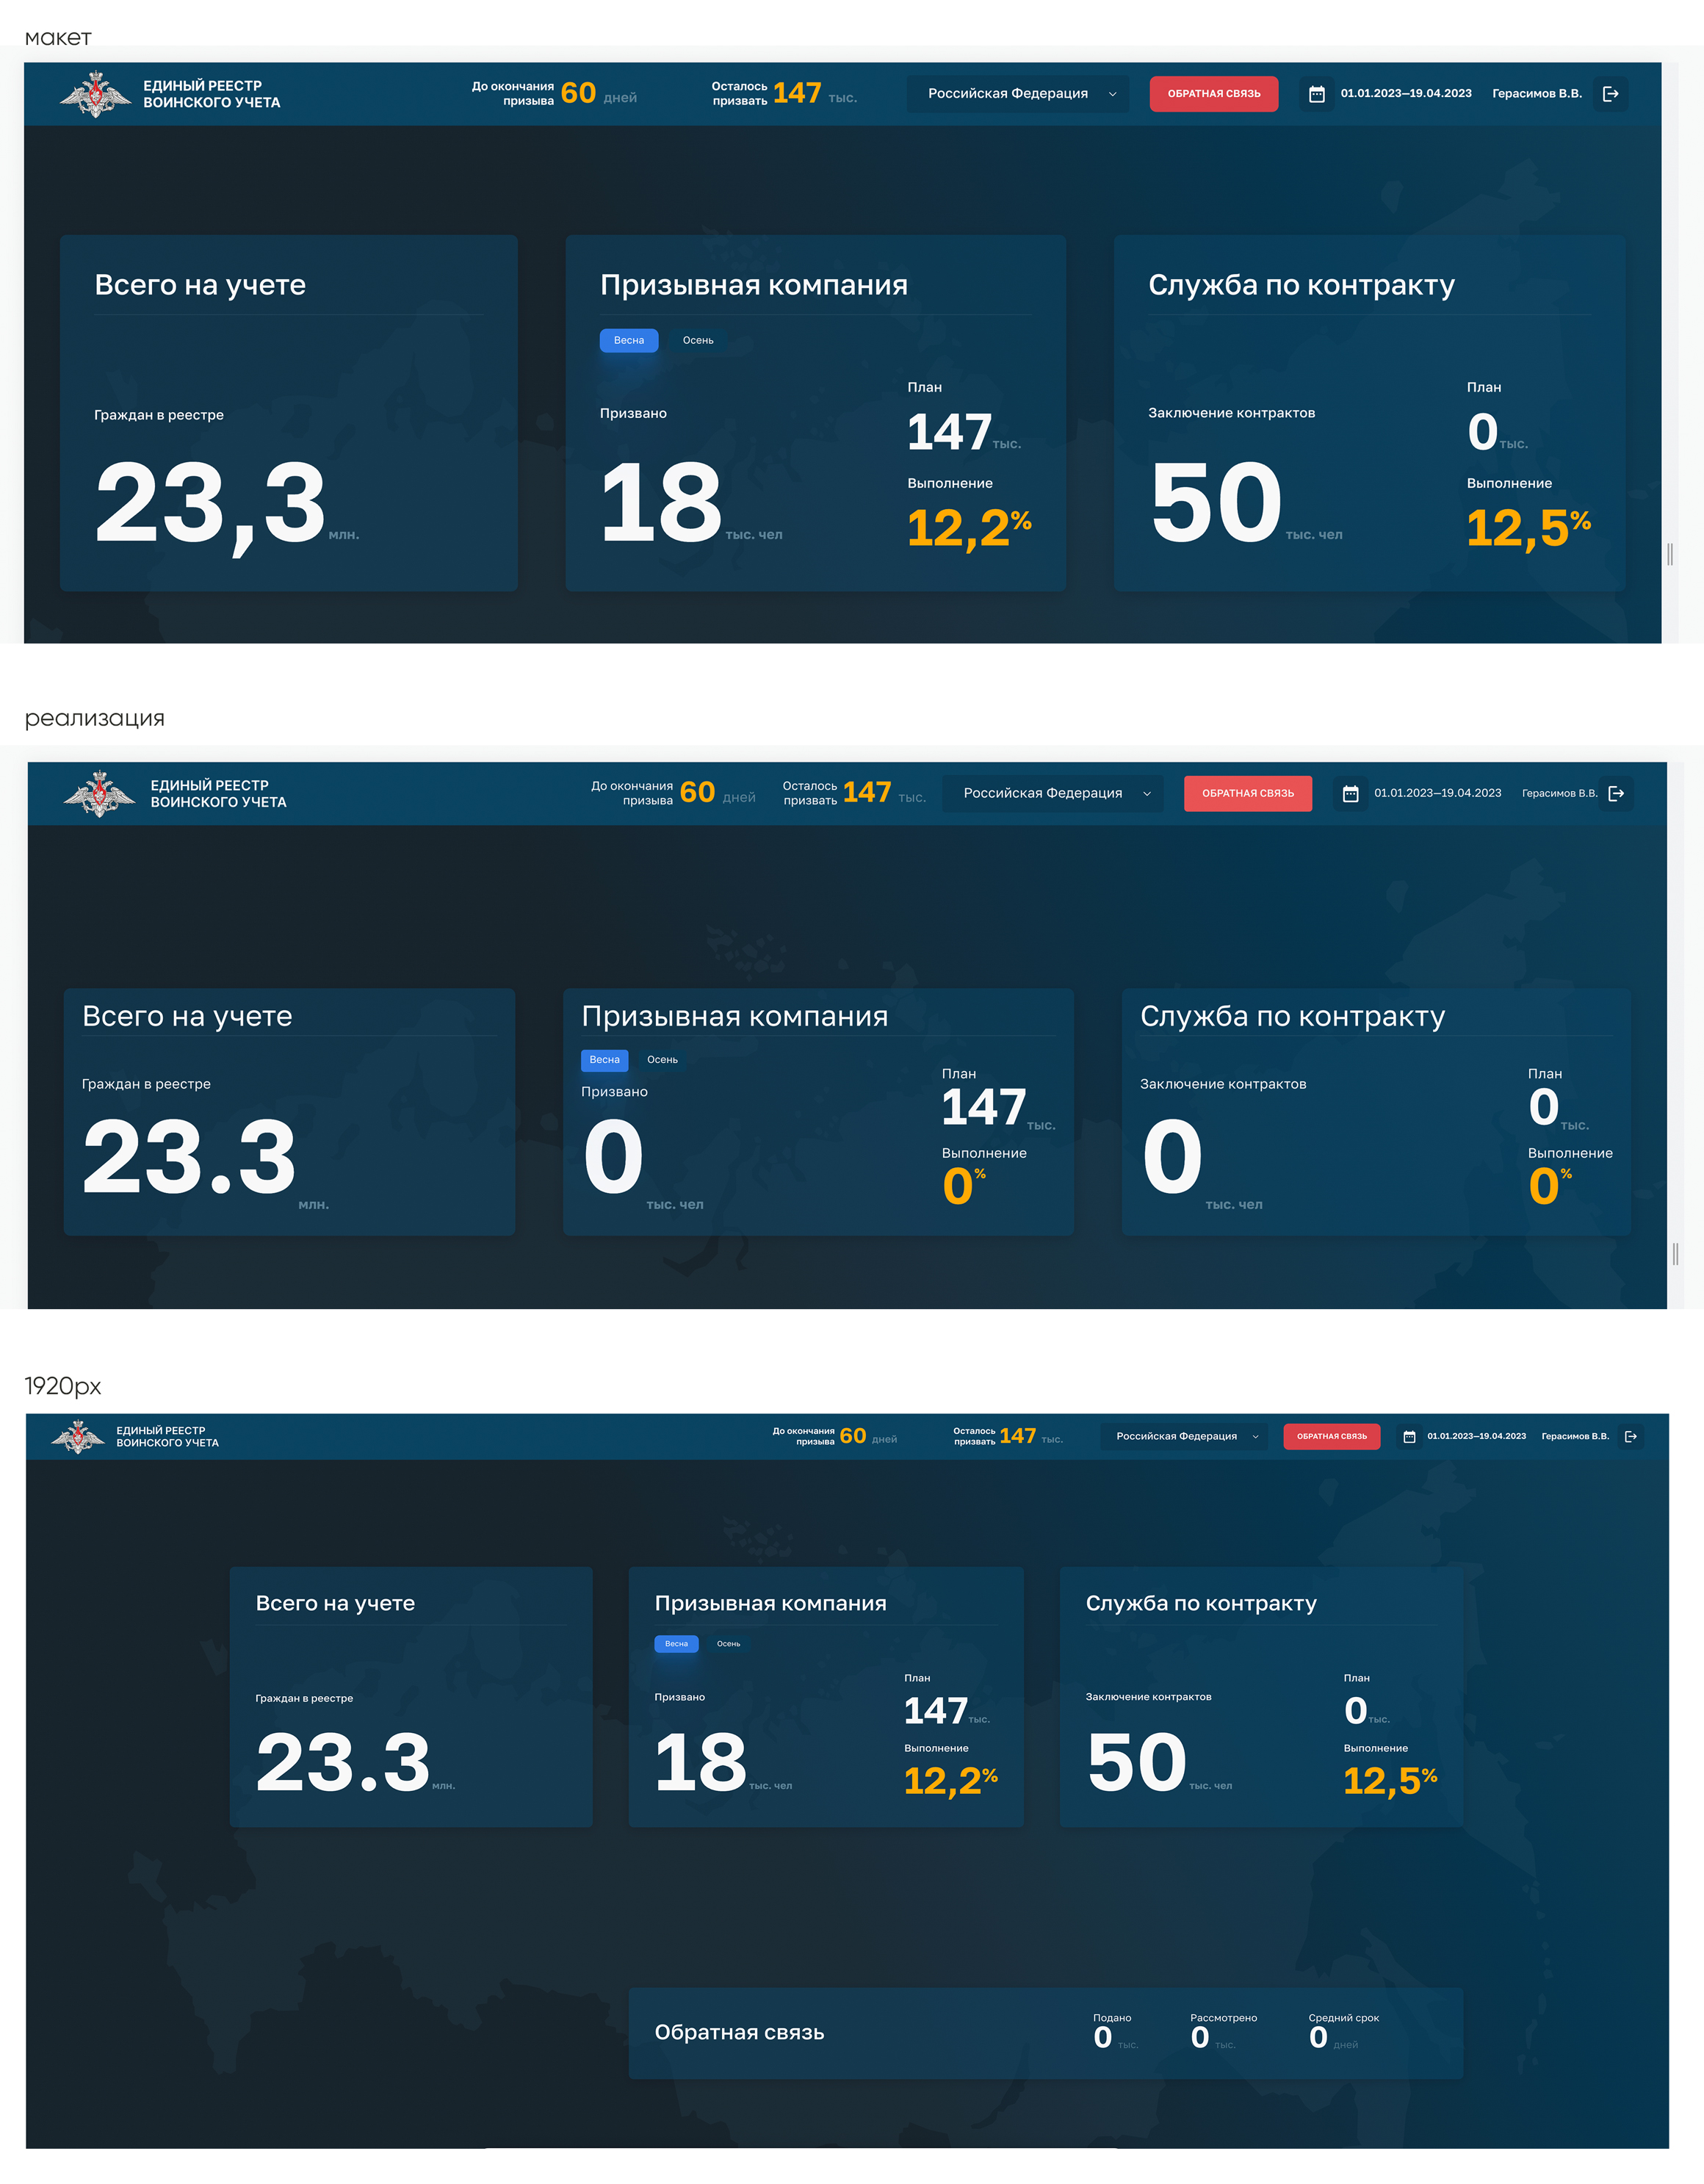 макет
ЕДИНЫЙ РЕЕСТР
ВОИНСКОГО УЧЕТА
До окончания
призыва
60 дней
Осталось
призвать
147 тыс.
Российская Федерация
ОБРАТНАЯ СВЯЗЬ
01.01.2023—19.04.2023
Герасимов В.В.
Всего на учете
Граждан в реестре
23,3 млн.
Призывная компания
Весна
Осень
Призвано
18 тыс. чел
План
147 тыс.
Выполнение
12,2%
Служба по контракту
Заключение контрактов
50 тыс. чел
План
0 тыс.
Выполнение
12,5%
реализация
ЕДИНЫЙ РЕЕСТР
ВОИНСКОГО УЧЕТА
До окончания
призыва
60 дней
Осталось
призвать
147 тыс.
Российская Федерация
ОБРАТНАЯ СВЯЗЬ
01.01.2023—19.04.2023
Герасимов В.В.
Всего на учете
Граждан в реестре
23.3 млн.
Призывная компания
Весна
Осень
Призвано
0 тыс. чел
План
147 тыс.
Выполнение
0%
Служба по контракту
Заключение контрактов
0 тыс. чел
План
0 тыс.
Выполнение
0%
1920px
ЕДИНЫЙ РЕЕСТР
ВОИНСКОГО УЧЕТА
До окончания
призыва
60 дней
Осталось
призвать
147 тыс.
Российская Федерация
ОБРАТНАЯ СВЯЗЬ
01.01.2023—19.04.2023
Герасимов В.В.
Всего на учете
Граждан в реестре
23.3 млн.
Призывная компания
Весна
Осень
Призвано
18 тыс. чел
План
147 тыс.
Выполнение
12,2%
Служба по контракту
Заключение контрактов
50 тыс. чел
План
0 тыс.
Выполнение
12,5%
Обратная связь
Подано
0 тыс.
Рассмотрено
0 тыс.
Средний срок
0 дней